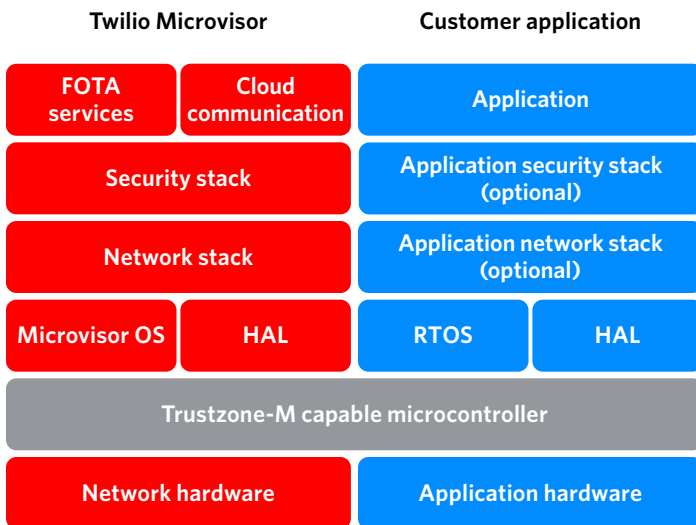 Twilio Microvisor
Customer application
FOTA
services
Cloud
communication
Application
Security stack
Application security stack
(optional)
Network stack
Application network stack
(optional)
Microvisor OS
HAL
RTOS
HAL
Trustzone-M capable microcontroller
Network hardware
Application hardware